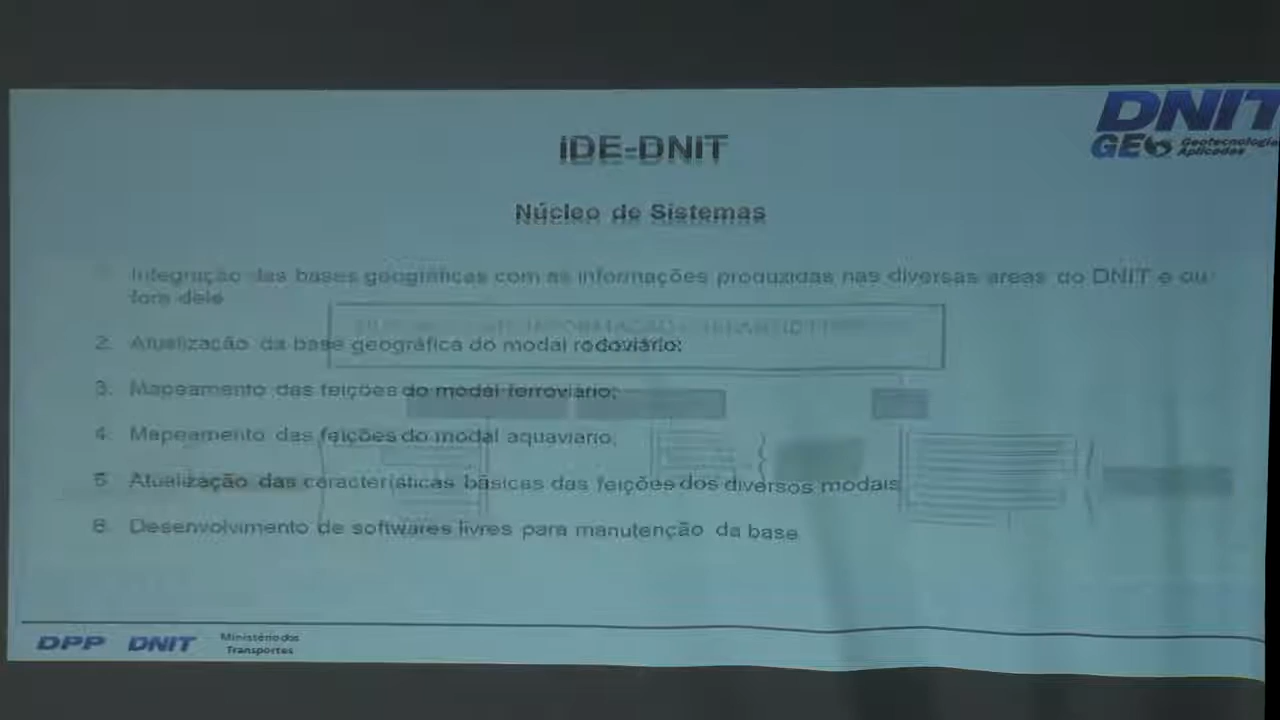 DNIT
GEO Geotecnologias
Aplicadas
IDE-DNIT
Núcleo de Sistemas
1. Integração das bases geográficas com as informações produzidas nas diversas areas do DNIT e ou
fora dele
2. Atualização da base geográfica do modal rodoviário;
3. Mapeamento das feições do modal ferroviário;
4. Mapeamento das feições do modal aquaviario;
5 Atualização das características básicas das feições dos diversos modais
6. Desenvolvimento de softwares livres para manutenção da base
DPP DNIT Ministério dos
Transportes